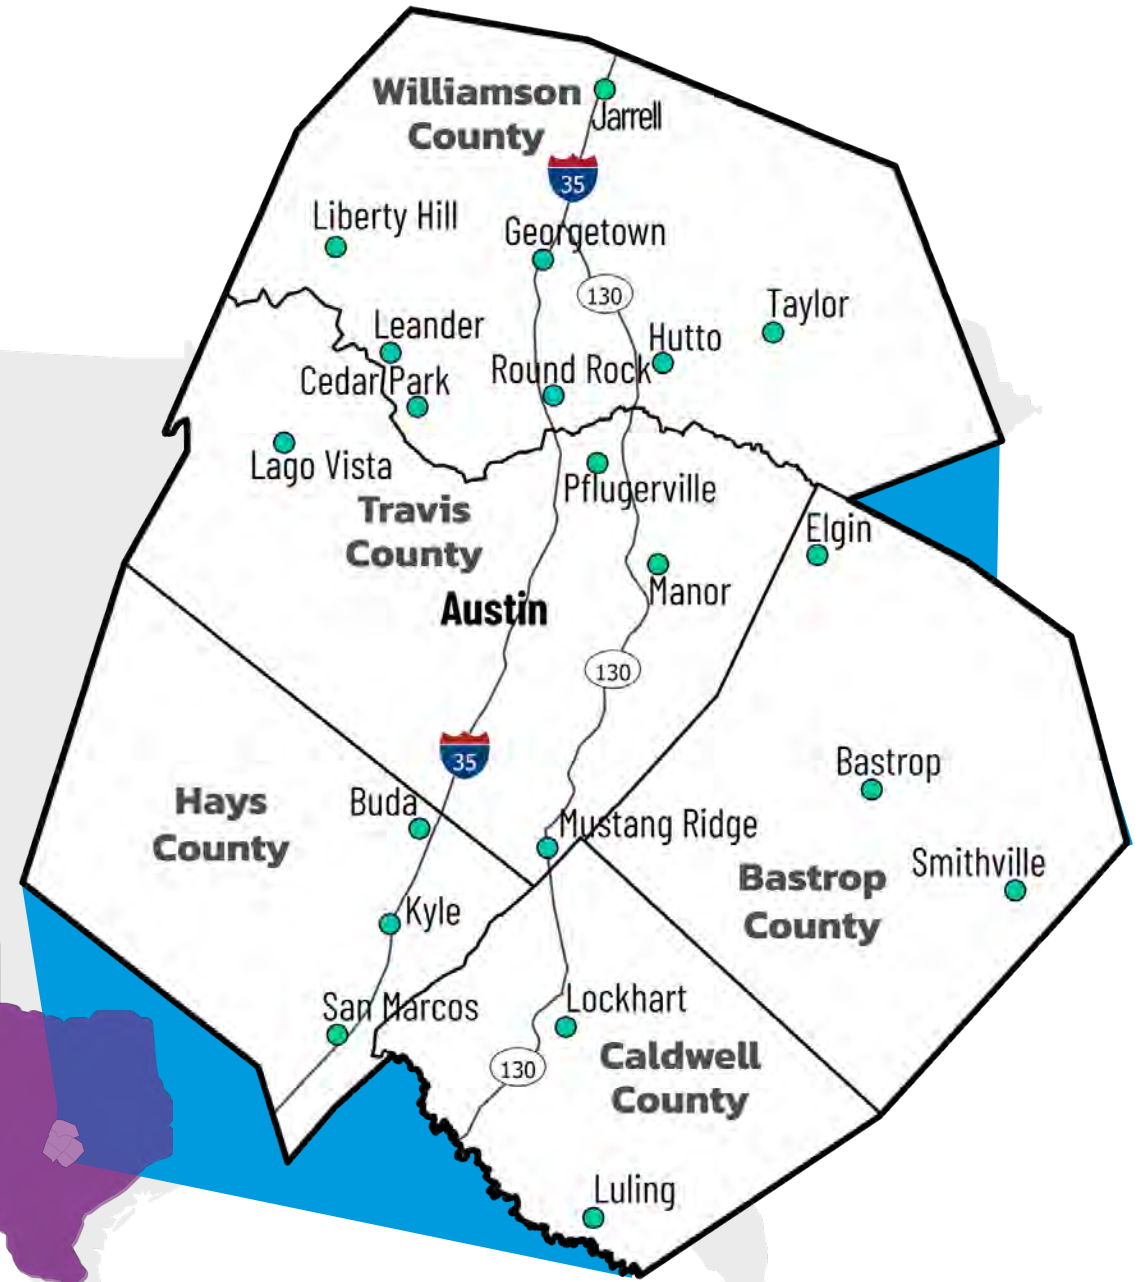 Williamson
County
Jarrell
35
Liberty Hill
Georgetown
130
Taylor
Leander
Hutto
Cedar Park
Round Rock
Lago Vista
Pflugerville
Travis
County
Elgin
Manor
Austin
130
35
Bastrop
Hays
County
Buda
Mustang Ridge
Smithville
Bastrop
County
Kyle
San Marcos
Lockhart
Caldwell
County
130
Luling